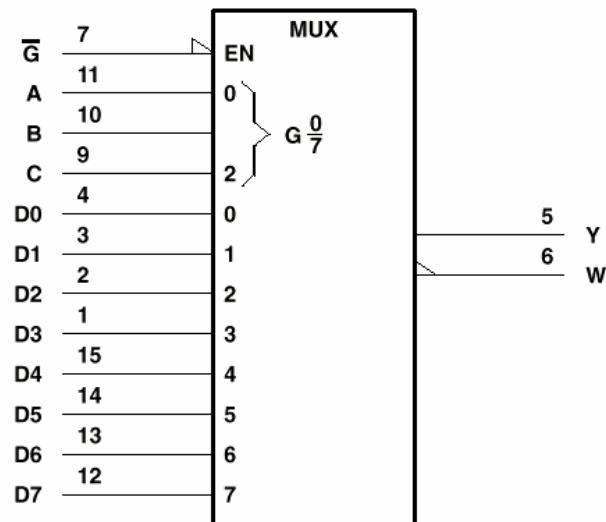 MUX
G̅ 7 EN
A 11 0
B 10
G 0/7
C 9 2
D0 4 0
D1 3 1
5 Y
D2 2 2
6 W
D3 1 3
D4 15 4
D5 14 5
D6 13 6
D7 12 7